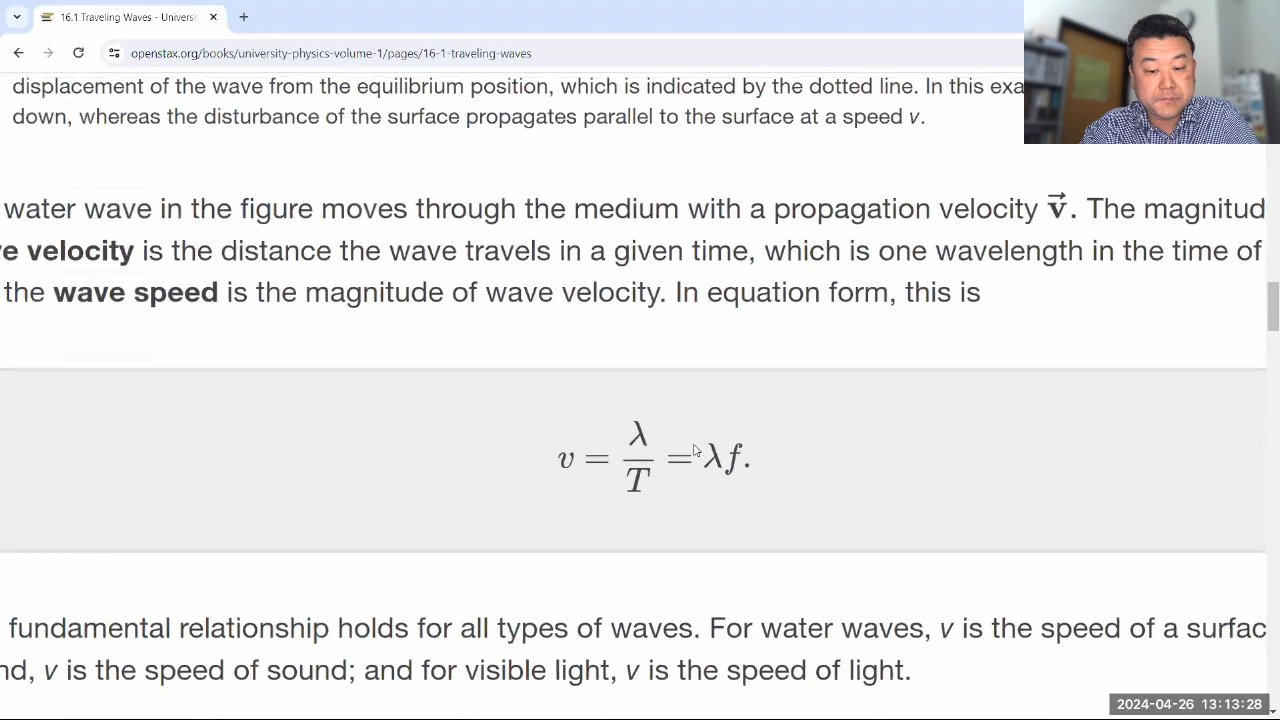 16.1 Traveling Waves - Universi
openstax.org/books/university-physics-volume-1/pages/16-1-traveling-waves
displacement of the wave from the equilibrium position, which is indicated by the dotted line. In this exa
down, whereas the disturbance of the surface propagates parallel to the surface at a speed v.
water wave in the figure moves through the medium with a propagation velocity v⃗. The magnitud
e velocity is the distance the wave travels in a given time, which is one wavelength in the time of
the wave speed is the magnitude of wave velocity. In equation form, this is
v = λ/T = λf.
fundamental relationship holds for all types of waves. For water waves, v is the speed of a surfac
nd, v is the speed of sound; and for visible light, v is the speed of light.
2024-04-26 13:13:28